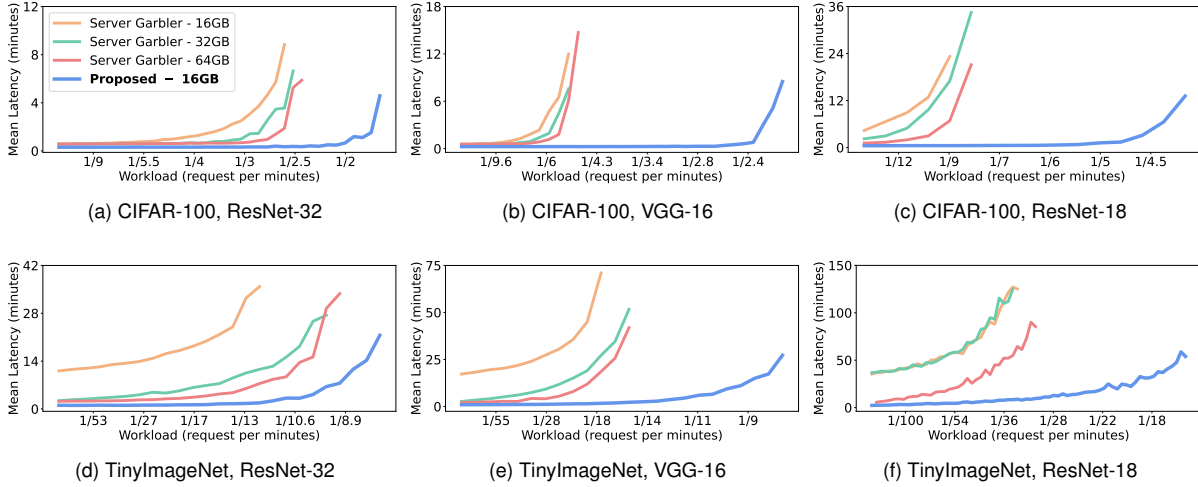 12
8
4
0
Mean Latency (minutes)
Server Garbler - 16GB
Server Garbler - 32GB
Server Garbler - 64GB
Proposed - 16GB
1/9 1/5.5 1/4 1/3 1/2.5 1/2
Workload (request per minutes)
(a) CIFAR-100, ResNet-32
18
12
6
0
Mean Latency (minutes)
1/9.6 1/6 1/4.3 1/3.4 1/2.8 1/2.4
Workload (request per minutes)
(b) CIFAR-100, VGG-16
36
24
12
0
Mean Latency (minutes)
1/12 1/9 1/7 1/6 1/5 1/4.5
Workload (request per minutes)
(c) CIFAR-100, ResNet-18
42
28
14
0
Mean Latency (minutes)
1/53 1/27 1/17 1/13 1/10.6 1/8.9
Workload (request per minutes)
(d) TinyImageNet, ResNet-32
75
50
25
0
Mean Latency (minutes)
1/55 1/28 1/18 1/14 1/11 1/9
Workload (request per minutes)
(e) TinyImageNet, VGG-16
150
100
50
0
Mean Latency (minutes)
1/100 1/54 1/36 1/28 1/22 1/18
Workload (request per minutes)
(f) TinyImageNet, ResNet-18